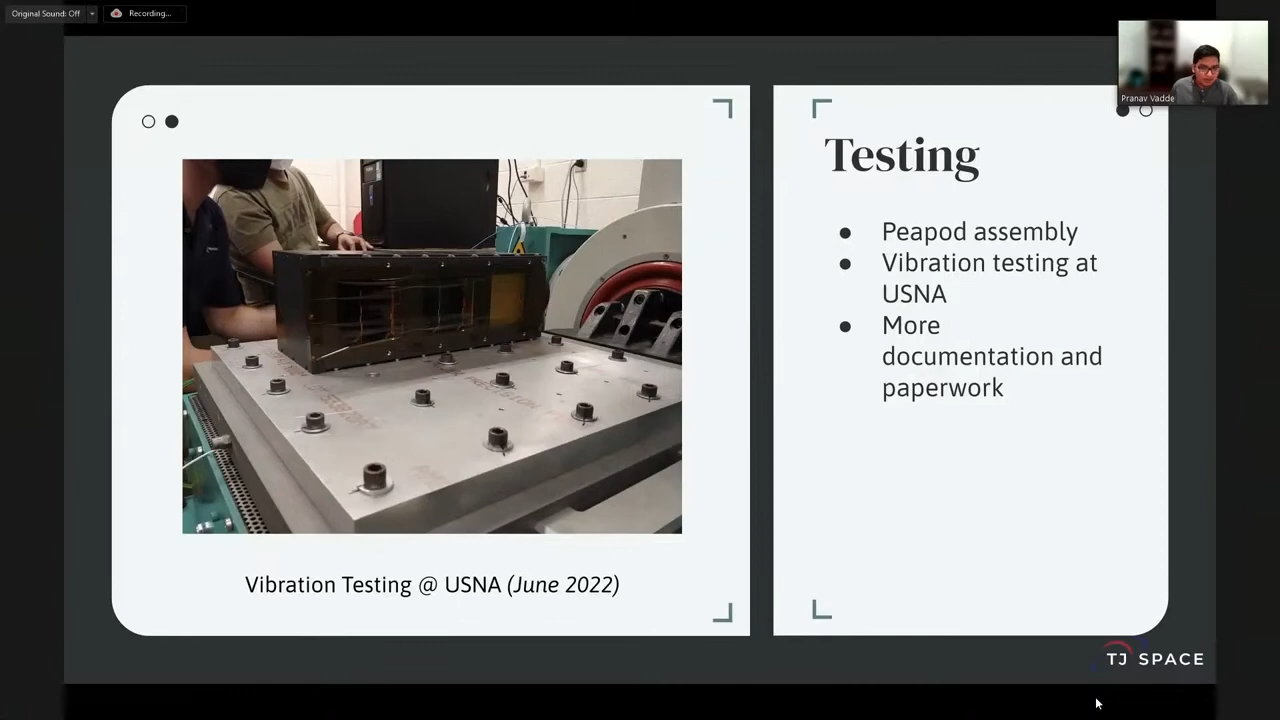 Original Sound: Off
Recording...
Pranav Vadde
Testing
● Peapod assembly
● Vibration testing at
USNA
● More
documentation and
paperwork
Vibration Testing @ USNA (June 2022)
TJ SPACE